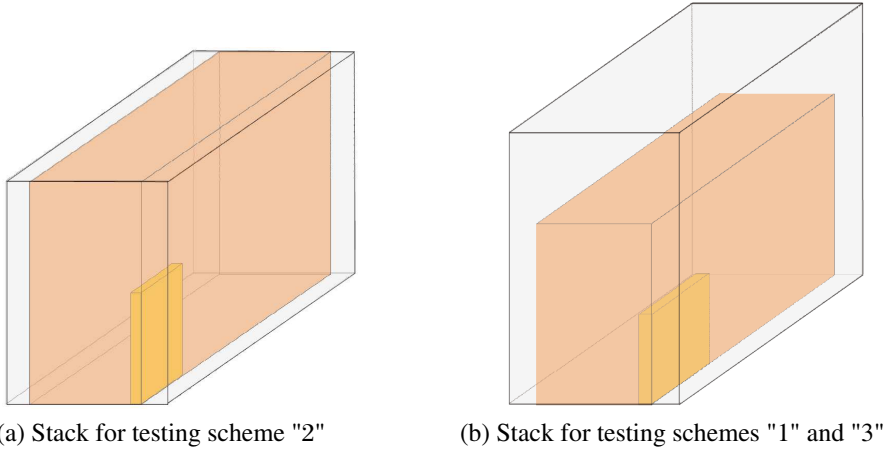 (a) Stack for testing scheme "2"
(b) Stack for testing schemes "1" and "3"